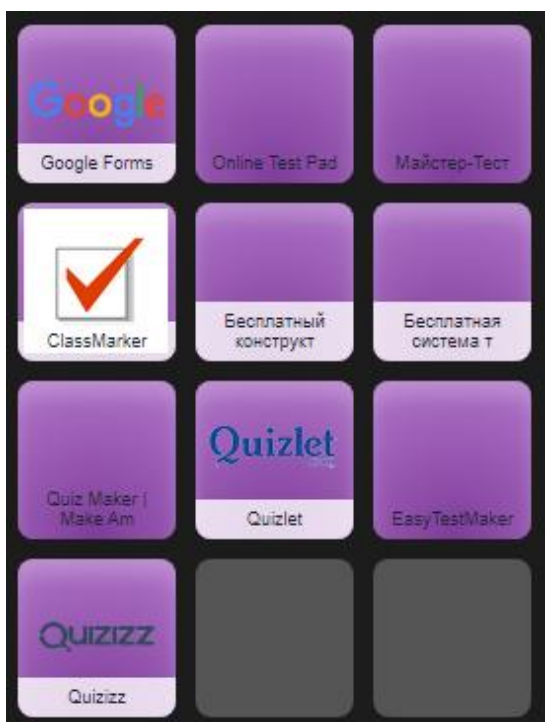 Google
Google Forms
Online Test Pad
Майстер-Тест
ClassMarker
Бесплатный
конструкт
Бесплатная
система т
Quiz Maker |
Make Am
Quizlet
Quizlet
EasyTestMaker
Quizizz
Quizizz